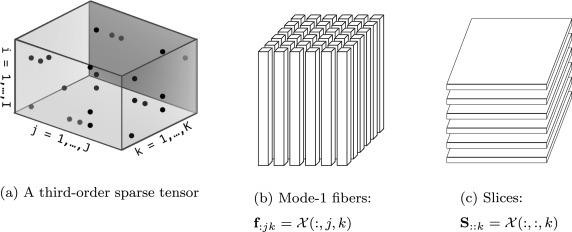 i = 1,…,I
j = 1,…,J
k = 1,…,K
(a) A third-order sparse tensor
(b) Mode-1 fibers:
f:jk = X(:, j, k)
(c) Slices:
S::k = X(:, :, k)